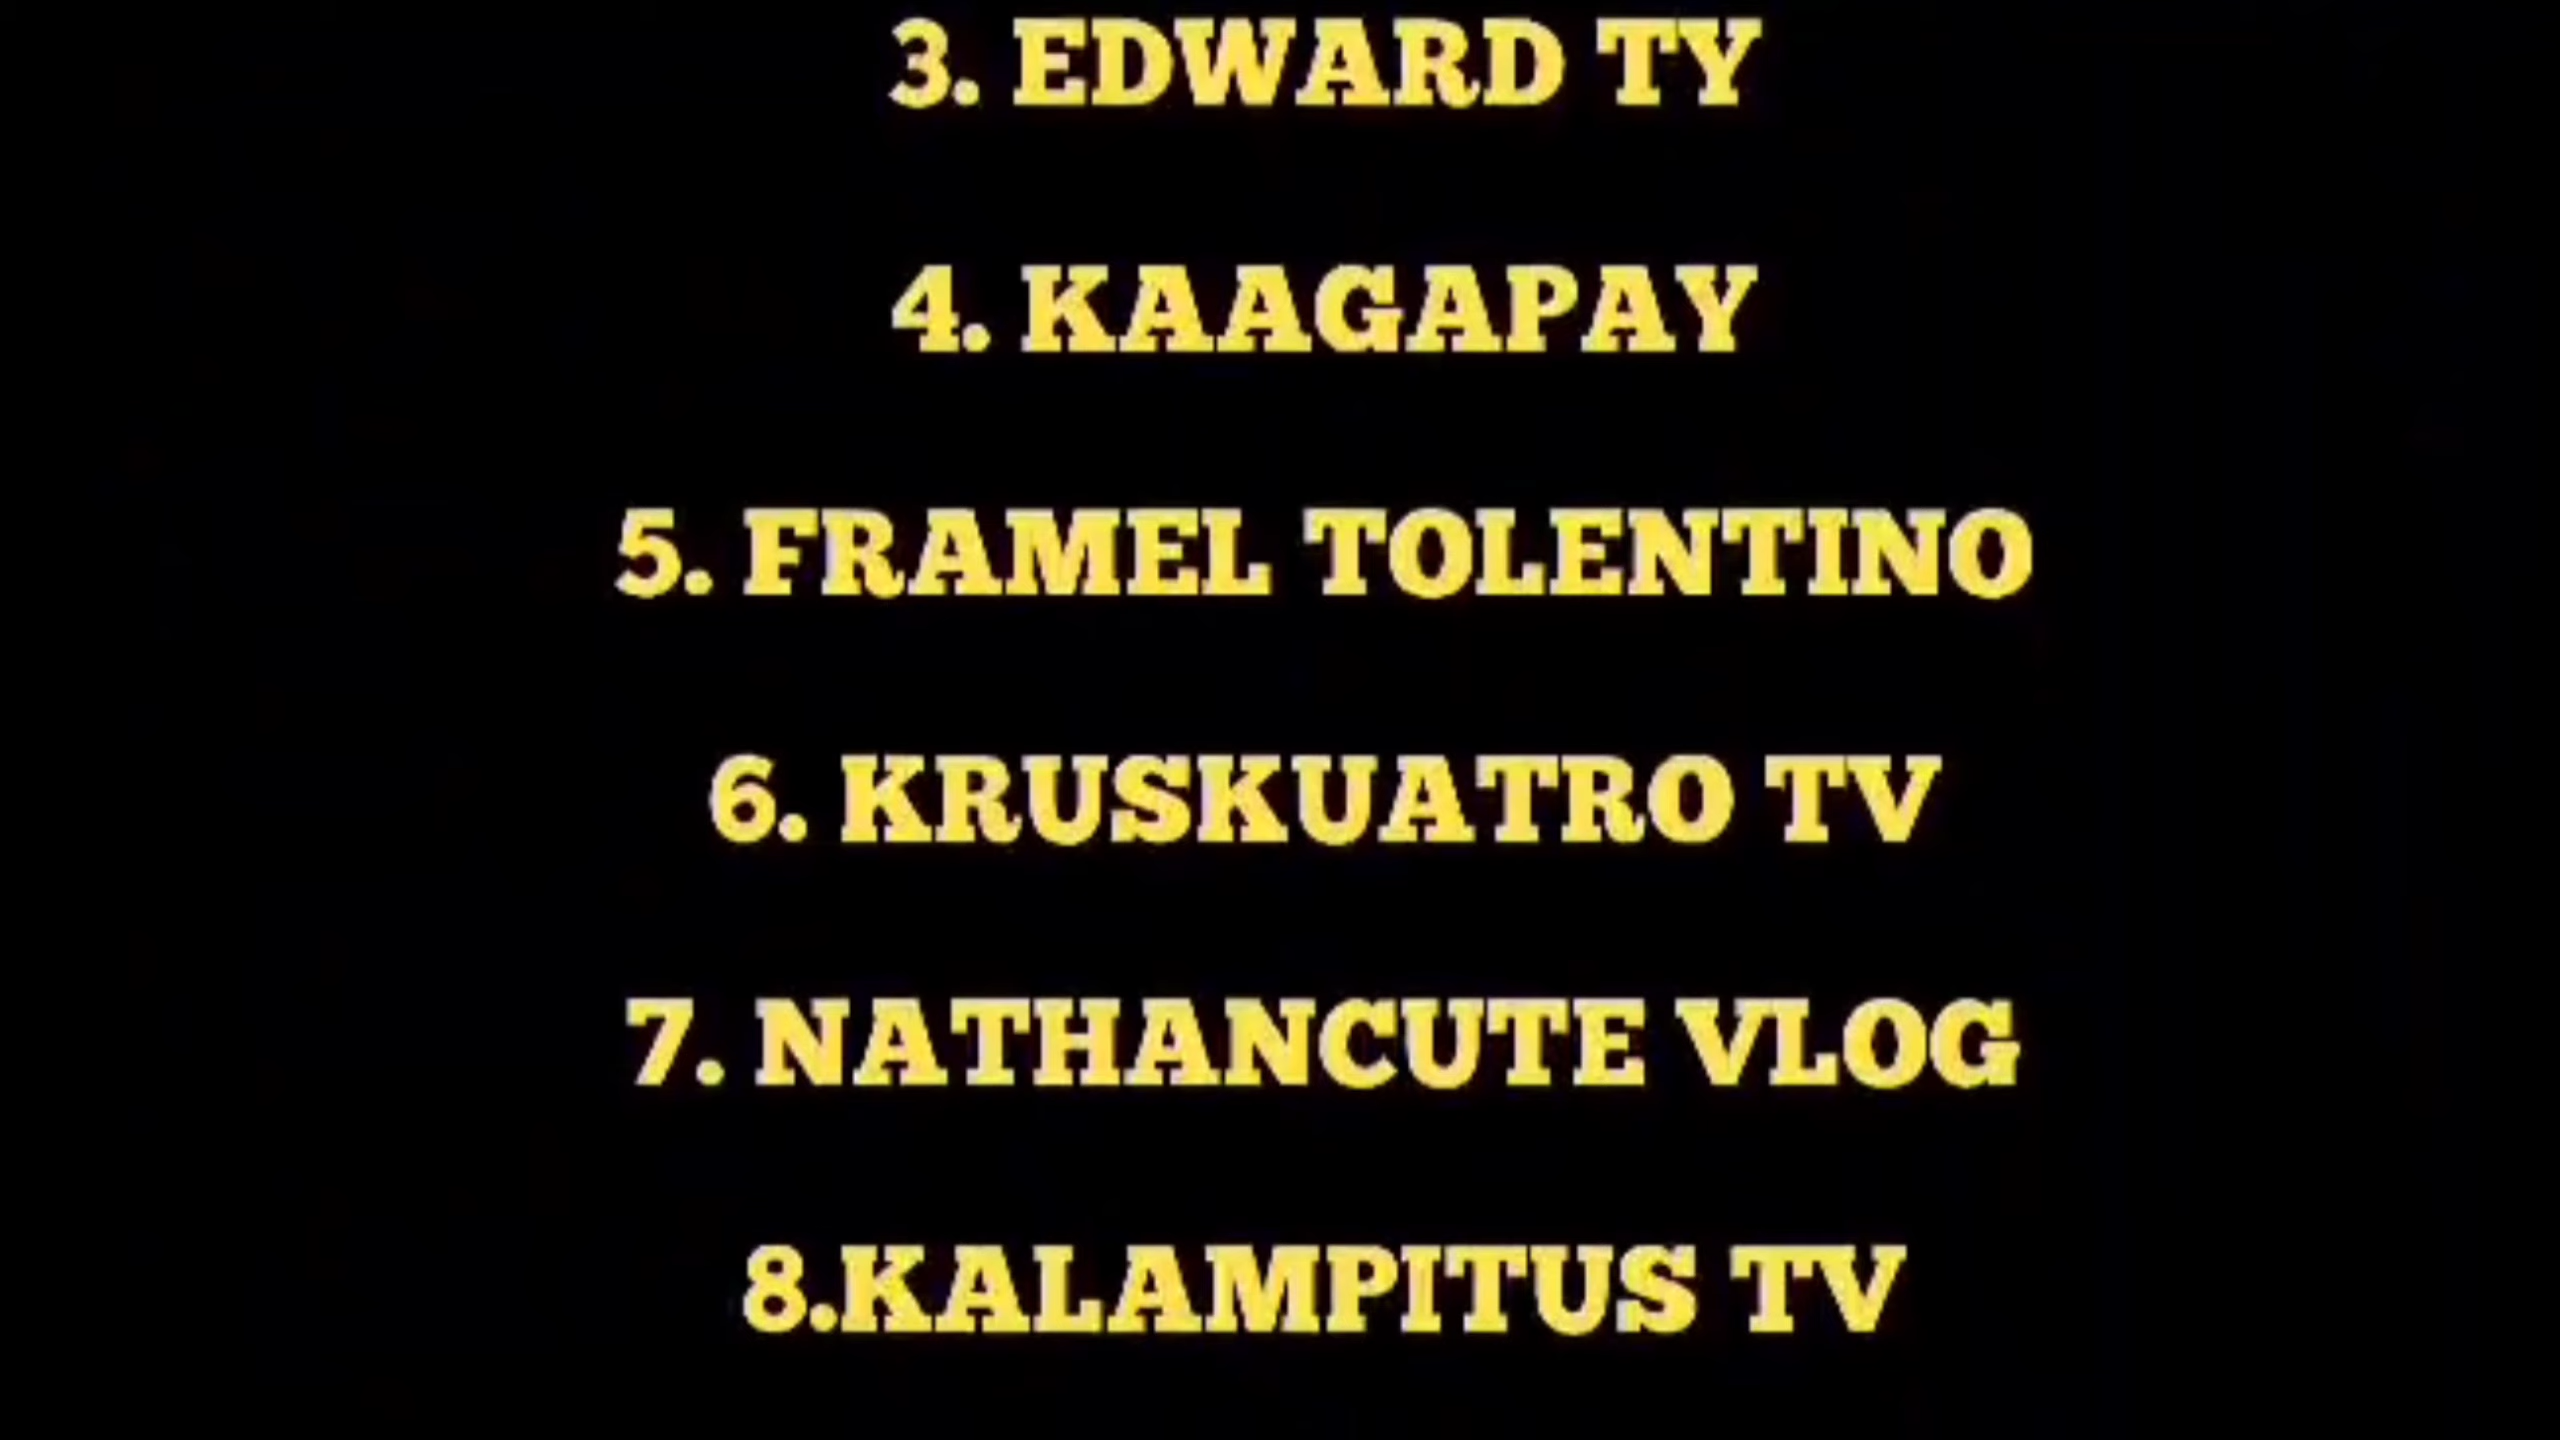 3. EDWARD TY
4. KAAGAPAY
5. FRAMEL TOLENTINO
6. KRUSKUATRO TV
7. NATHANCUTE VLOG
8.KALAMPITUS TV